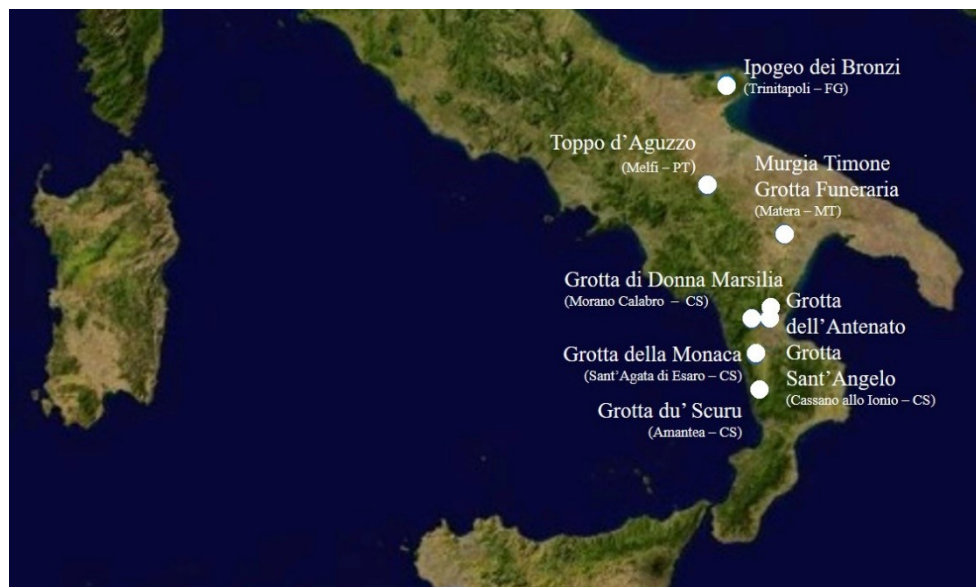 Ipogeo dei Bronzi
(Trinitapoli – FG)
Toppo d’Aguzzo
(Melfi – PT)
Murgia Timone
Grotta Funeraria
(Matera – MT)
Grotta di Donna Marsilia
(Morano Calabro – CS)
Grotta
dell’Antenato
Grotta della Monaca
(Sant’Agata di Esaro – CS)
Grotta
Sant’Angelo
(Cassano allo Ionio – CS)
Grotta du’ Scuru
(Amantea – CS)